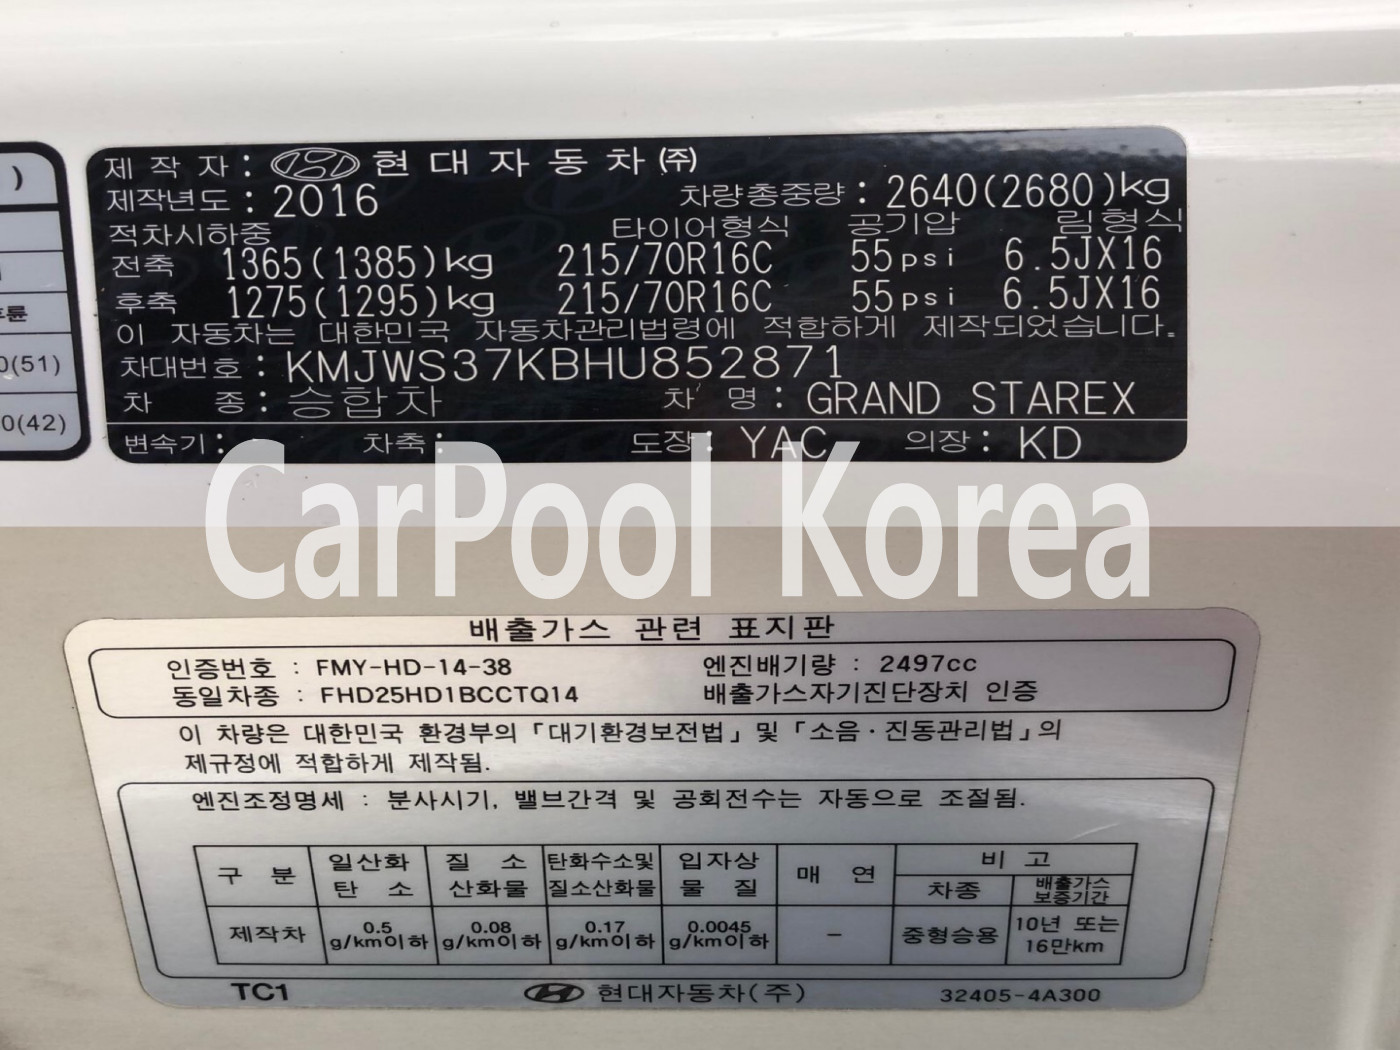 )
제 작 자 : 현 대 자 동 차 ㈜
제작년도 : 2016 차량총중량 : 2640(2680)kg
적차시하중 타이어형식 공기압 림형식
전축 1365(1385)kg 215/70R16C 55psi 6.5JX16
후축 1275(1295)kg 215/70R16C 55psi 6.5JX16
이 자동차는 대한민국 자동차관리법령에 적합하게 제작되었습니다.
0(51)
차대번호 : KMJWS37KBHU852871
차 종 : 승합차 차 명 : GRAND STAREX
0(42)
변속기 : 차축 : 도장 : YAC 의장 : KD
CarPool Korea
배출가스 관련 표지판
인증번호 : FMY-HD-14-38 엔진배기량 : 2497cc
동일차종 : FHD25HD1BCCTQ14 배출가스자기진단장치 인증
이 차량은 대한민국 환경부의 「대기환경보전법」 및 「소음·진동관리법」의
제규정에 적합하게 제작됨.
엔진조정명세 : 분사시기, 밸브간격 및 공회전수는 자동으로 조절됨.
구 분 일산화 탄 소 질 소 산화물 탄화수소및 질소산화물 입자상 물 질 매 연 비 고
차종 배출가스 보증기간
제작차 0.5 g/km이하 0.08 g/km이하 0.17 g/km이하 0.0045 g/km이하 - 중형승용 10년 또는 16만km
TC1 현대자동차(주) 32405-4A300